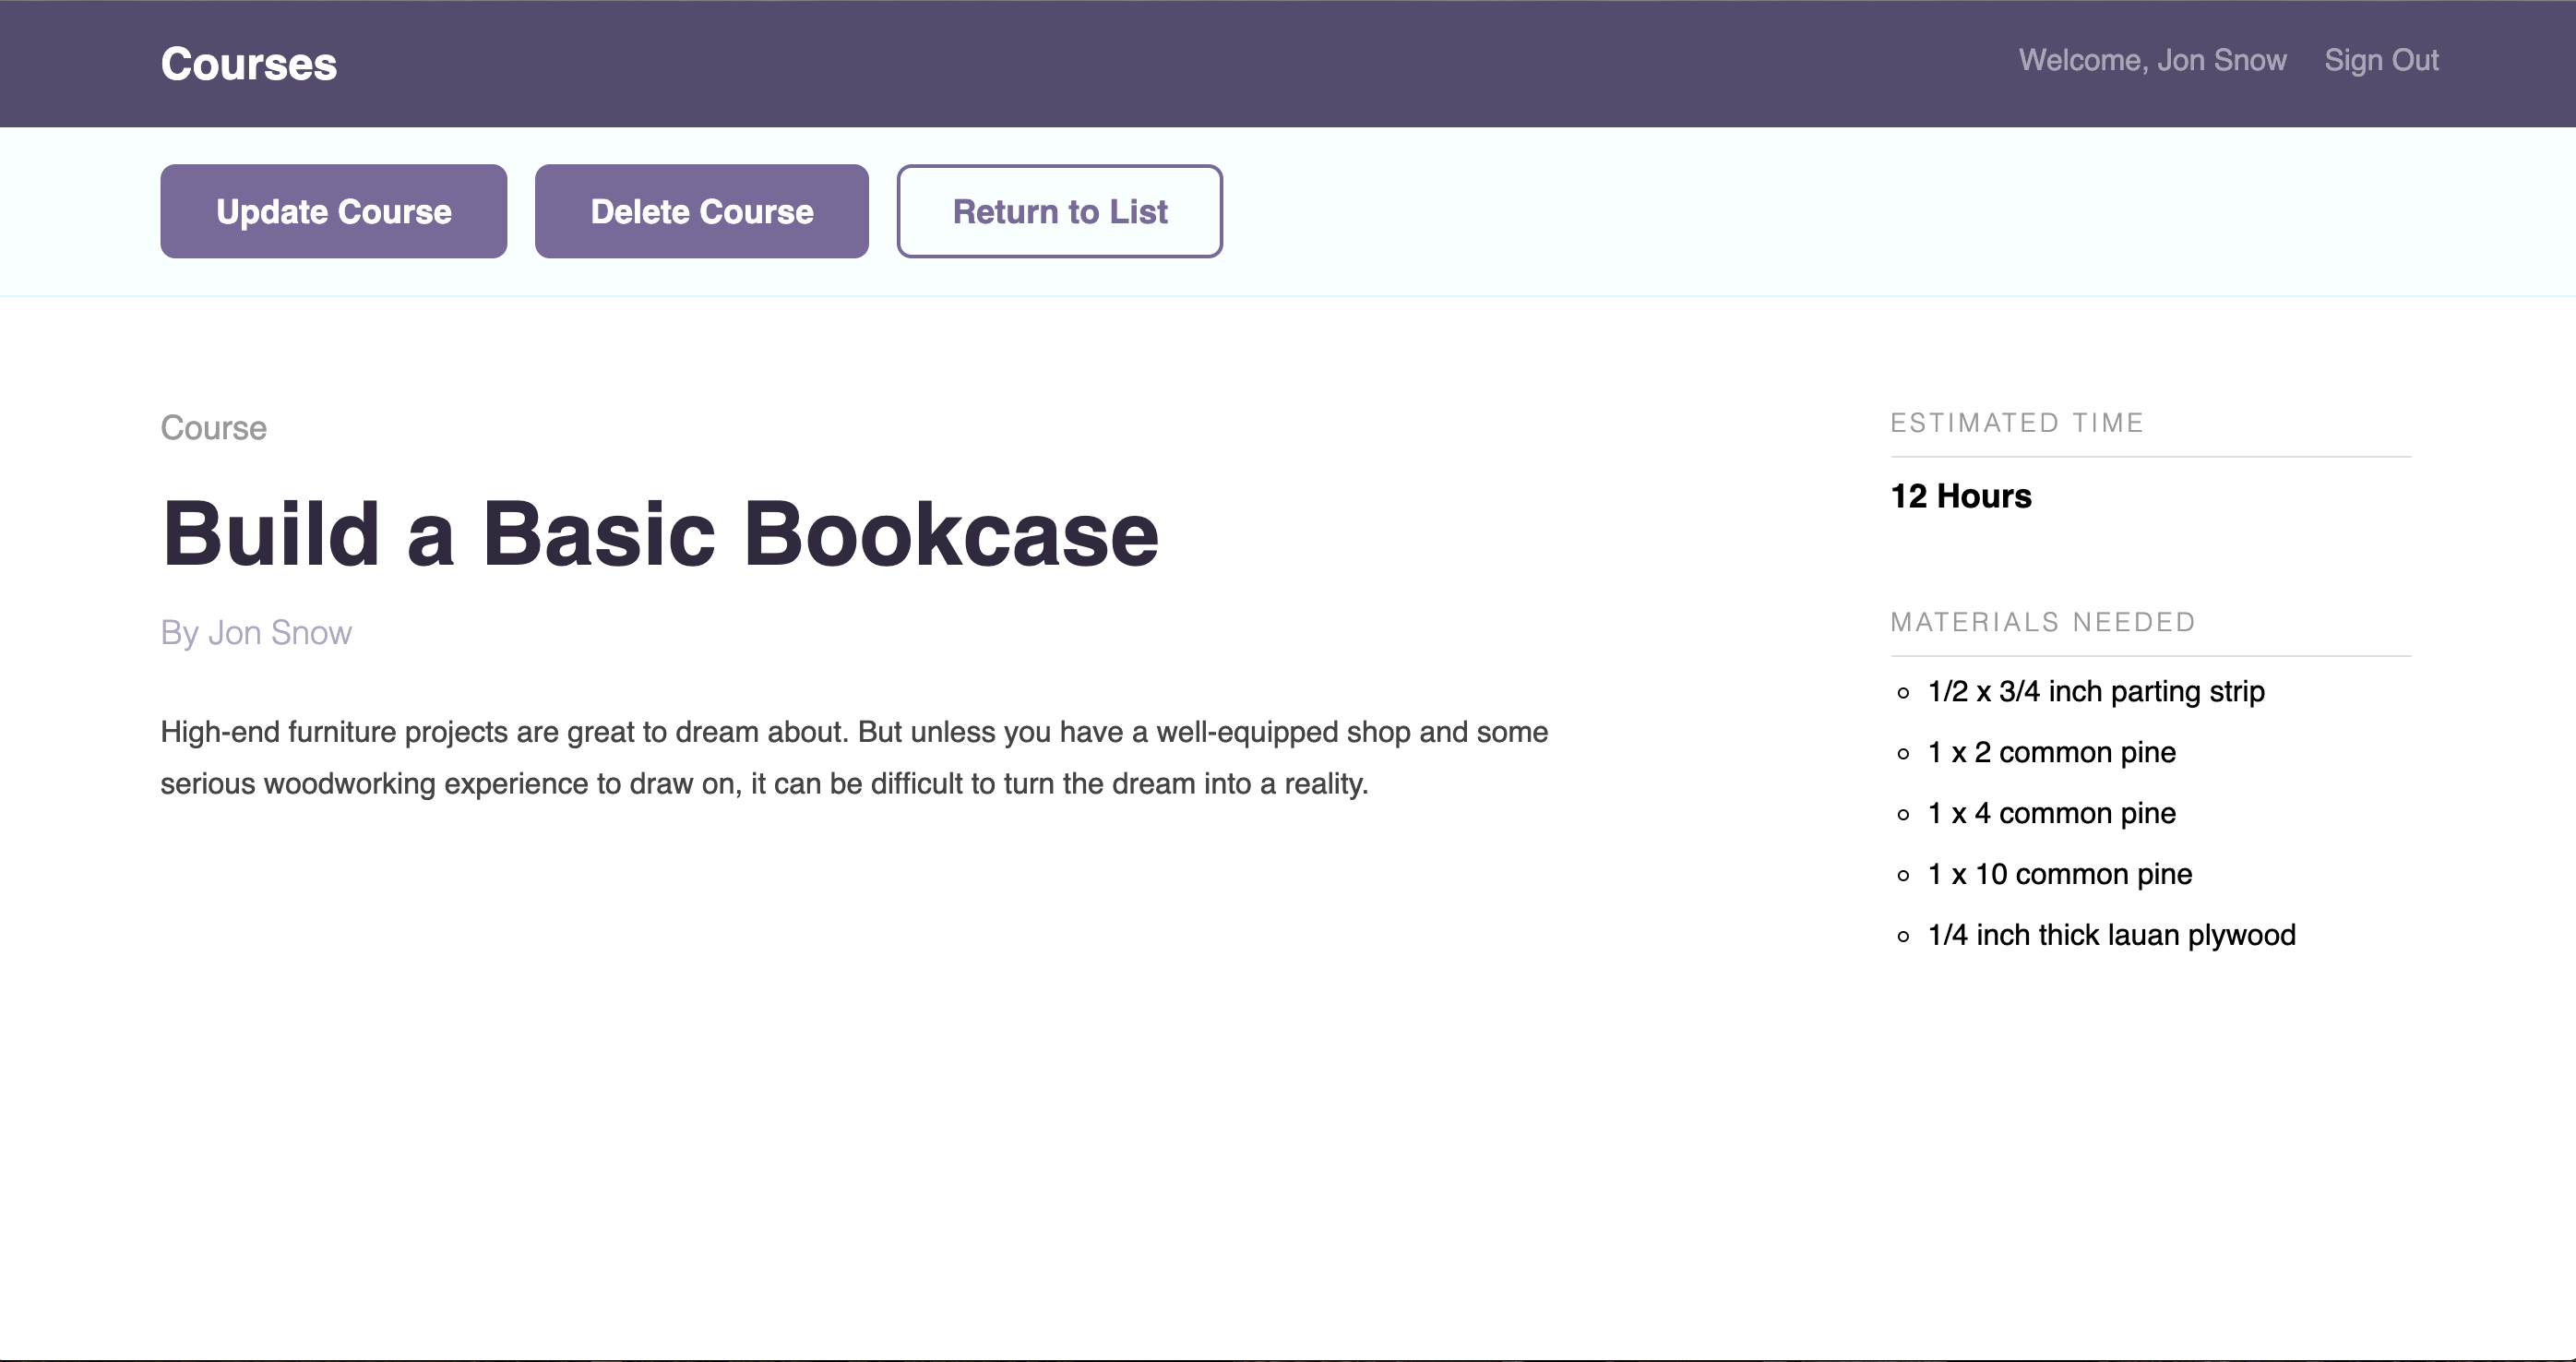 Courses
Welcome, Jon Snow Sign Out
Update Course Delete Course Return to List
Course
Build a Basic Bookcase
By Jon Snow
High-end furniture projects are great to dream about. But unless you have a well-equipped shop and some
serious woodworking experience to draw on, it can be difficult to turn the dream into a reality.
ESTIMATED TIME
12 Hours
MATERIALS NEEDED
1/2 x 3/4 inch parting strip
1 x 2 common pine
1 x 4 common pine
1 x 10 common pine
1/4 inch thick lauan plywood